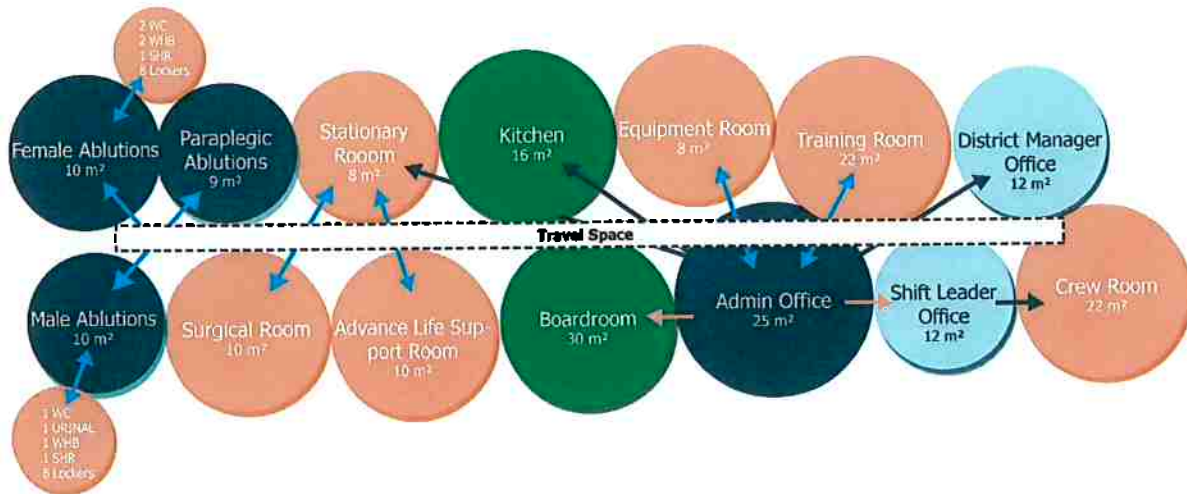 2 WC
2 WHB
1 SHR
8 Lockers
Female Ablutions
10 m²
Paraplegic
Ablutions
9 m²
Stationary
Rooom
8 m²
Kitchen
16 m²
Equipment Room
8 m²
Training Room
22 m²
District Manager
Office
12 m²
Travel Space
Male Ablutions
10 m²
Surgical Room
10 m²
Advance Life Sup-
port Room
10 m²
Boardroom
30 m²
Admin Office
25 m²
Shift Leader
Office
12 m²
Crew Room
22 m²
1 WC
1 URINAL
1 WHB
1 SHR
8 Lockers